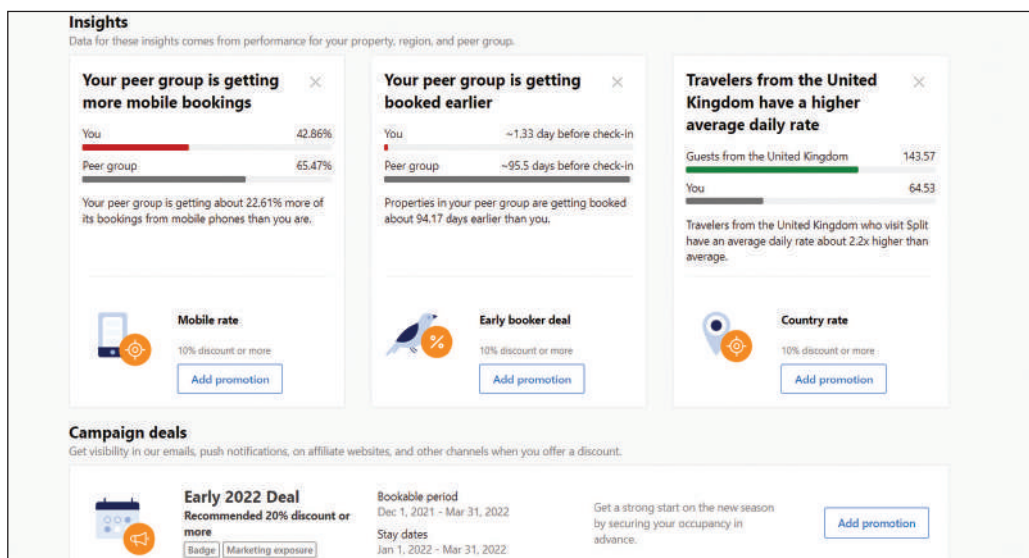 Insights
Data for these insights comes from performance for your property, region, and peer group.
Your peer group is getting
more mobile bookings
You 42.86%
Peer group 65.47%
Your peer group is getting about 22.61% more of
its bookings from mobile phones than you are.
Mobile rate
10% discount or more
Add promotion
Your peer group is getting
booked earlier
You ~1.33 day before check-in
Peer group ~95.5 days before check-in
Properties in your peer group are getting booked
about 94.17 days earlier than you.
Early booker deal
10% discount or more
Add promotion
Travelers from the United
Kingdom have a higher
average daily rate
Guests from the United Kingdom 143.57
You 64.53
Travelers from the United Kingdom who visit Split
have an average daily rate about 2.2x higher than
average.
Country rate
10% discount or more
Add promotion
Campaign deals
Get visibility in our emails, push notifications, on affiliate websites, and other channels when you offer a discount.
Early 2022 Deal
Recommended 20% discount or
more
Badge Marketing exposure
Bookable period
Dec 1, 2021 - Mar 31, 2022
Stay dates
Jan 1, 2022 - Mar 31, 2022
Get a strong start on the new season
by securing your occupancy in
advance.
Add promotion